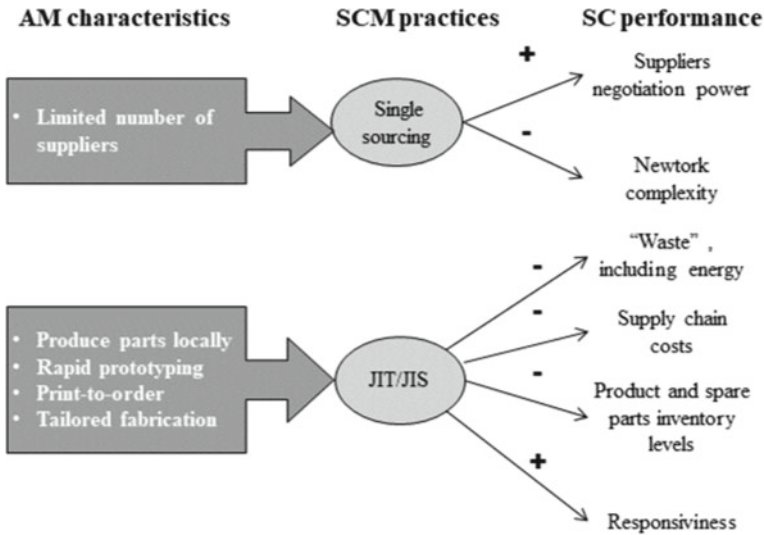 AM characteristics
SCM practices
SC performance
• Limited number of
suppliers
Single
sourcing
+
Suppliers
negotiation power
-
Newtork
complexity
• Produce parts locally
• Rapid prototyping
• Print-to-order
• Tailored fabrication
JIT/JIS
-
“Waste” ,
including energy
-
Supply chain
costs
-
Product and spare
parts inventory
levels
+
Responsiviness